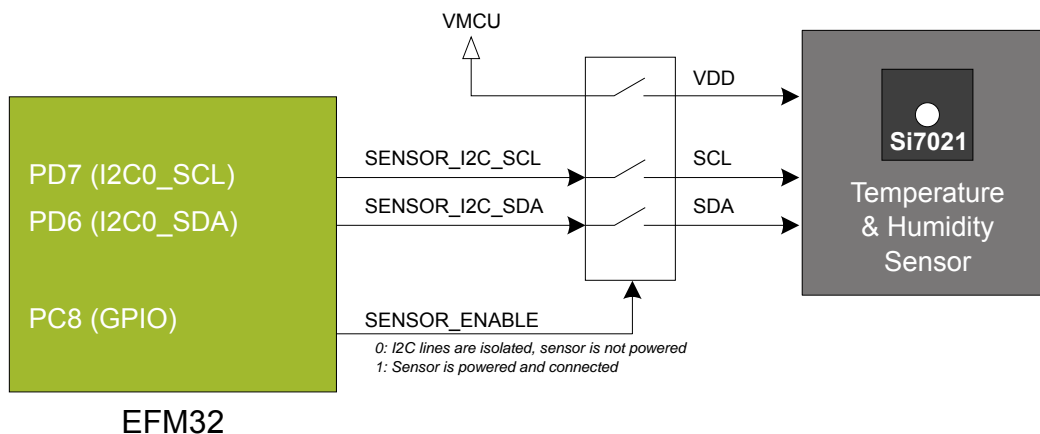 VMCU
VDD
Si7021
PD7 (I2C0_SCL)
SENSOR_I2C_SCL
SCL
PD6 (I2C0_SDA)
SENSOR_I2C_SDA
SDA
Temperature
& Humidity
Sensor
PC8 (GPIO)
SENSOR_ENABLE
0: I2C lines are isolated, sensor is not powered
1: Sensor is powered and connected
EFM32